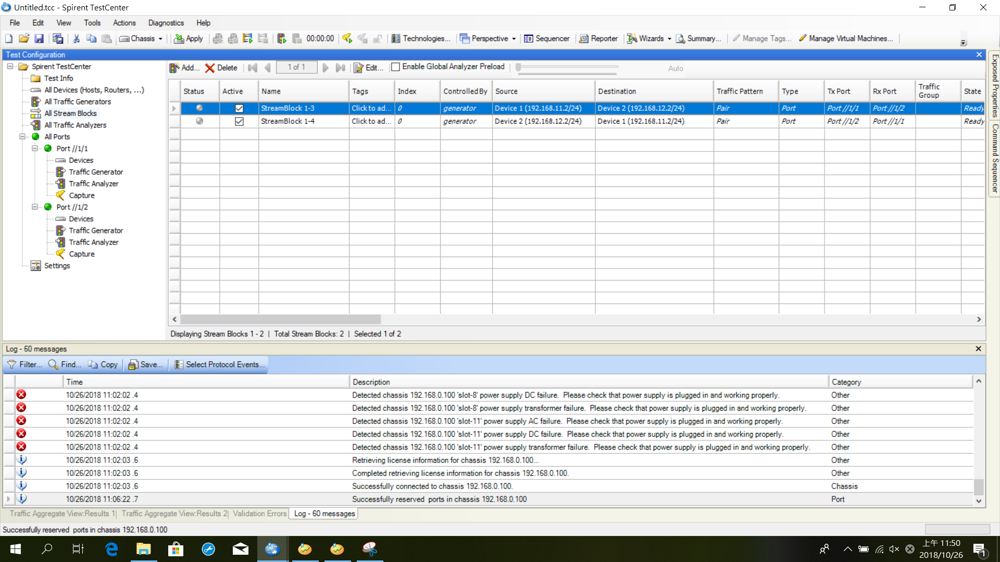 Untitled.tcc - Spirent TestCenter
File Edit View Tools Actions Diagnostics Help
Chassis Apply 00:00:00 Technologies... Perspective Sequencer Reporter Wizards Summary... Manage Tags... Manage Virtual Machines...
Test Configuration
Spirent TestCenter
Test Info
All Devices (Hosts, Routers, ...)
All Traffic Generators
All Stream Blocks
All Traffic Analyzers
All Ports
Port //1/1
Devices
Traffic Generator
Traffic Analyzer
Capture
Port //1/2
Devices
Traffic Generator
Traffic Analyzer
Capture
Settings
Add... Delete 1 of 1 Edit... Enable Global Analyzer Preload Auto
Status Active Name Tags Index ControlledBy Source Destination Traffic Pattern Type Tx Port Rx Port Traffic Group State
StreamBlock 1-3 Click to ad... 0 generator Device 1 (192.168.11.2/24) Device 2 (192.168.12.2/24) Pair Port Port //1/1 Port //1/2 Ready
StreamBlock 1-4 Click to ad... 0 generator Device 2 (192.168.12.2/24) Device 1 (192.168.11.2/24) Pair Port Port //1/2 Port //1/1 Ready
Displaying Stream Blocks 1 - 2 | Total Stream Blocks: 2 | Selected 1 of 2
Exposed Properties
Command Sequencer
Log - 60 messages
Filter... Find... Copy Save... Select Protocol Events...
Time Description Category
10/26/2018 11:02:02 .4 Detected chassis 192.168.0.100 'slot-8' power supply DC failure. Please check that power supply is plugged in and working properly. Other
10/26/2018 11:02:02 .4 Detected chassis 192.168.0.100 'slot-8' power supply transformer failure. Please check that power supply is plugged in and working properly. Other
10/26/2018 11:02:02 .4 Detected chassis 192.168.0.100 'slot-11' power supply AC failure. Please check that power supply is plugged in and working properly. Other
10/26/2018 11:02:02 .4 Detected chassis 192.168.0.100 'slot-11' power supply DC failure. Please check that power supply is plugged in and working properly. Other
10/26/2018 11:02:02 .4 Detected chassis 192.168.0.100 'slot-11' power supply transformer failure. Please check that power supply is plugged in and working properly. Other
10/26/2018 11:02:03 .6 Retrieving license information for chassis 192.168.0.100... Other
10/26/2018 11:02:03 .6 Completed retrieving license information for chassis 192.168.0.100. Other
10/26/2018 11:02:03 .6 Successfully connected to chassis 192.168.0.100. Chassis
10/26/2018 11:06:22 .7 Successfully reserved ports in chassis 192.168.0.100 Port
Traffic Aggregate View:Results 1| Traffic Aggregate View:Results 2| Validation Errors Log - 60 messages
Successfully reserved ports in chassis 192.168.0.100
上午 11:50
2018/10/26
1